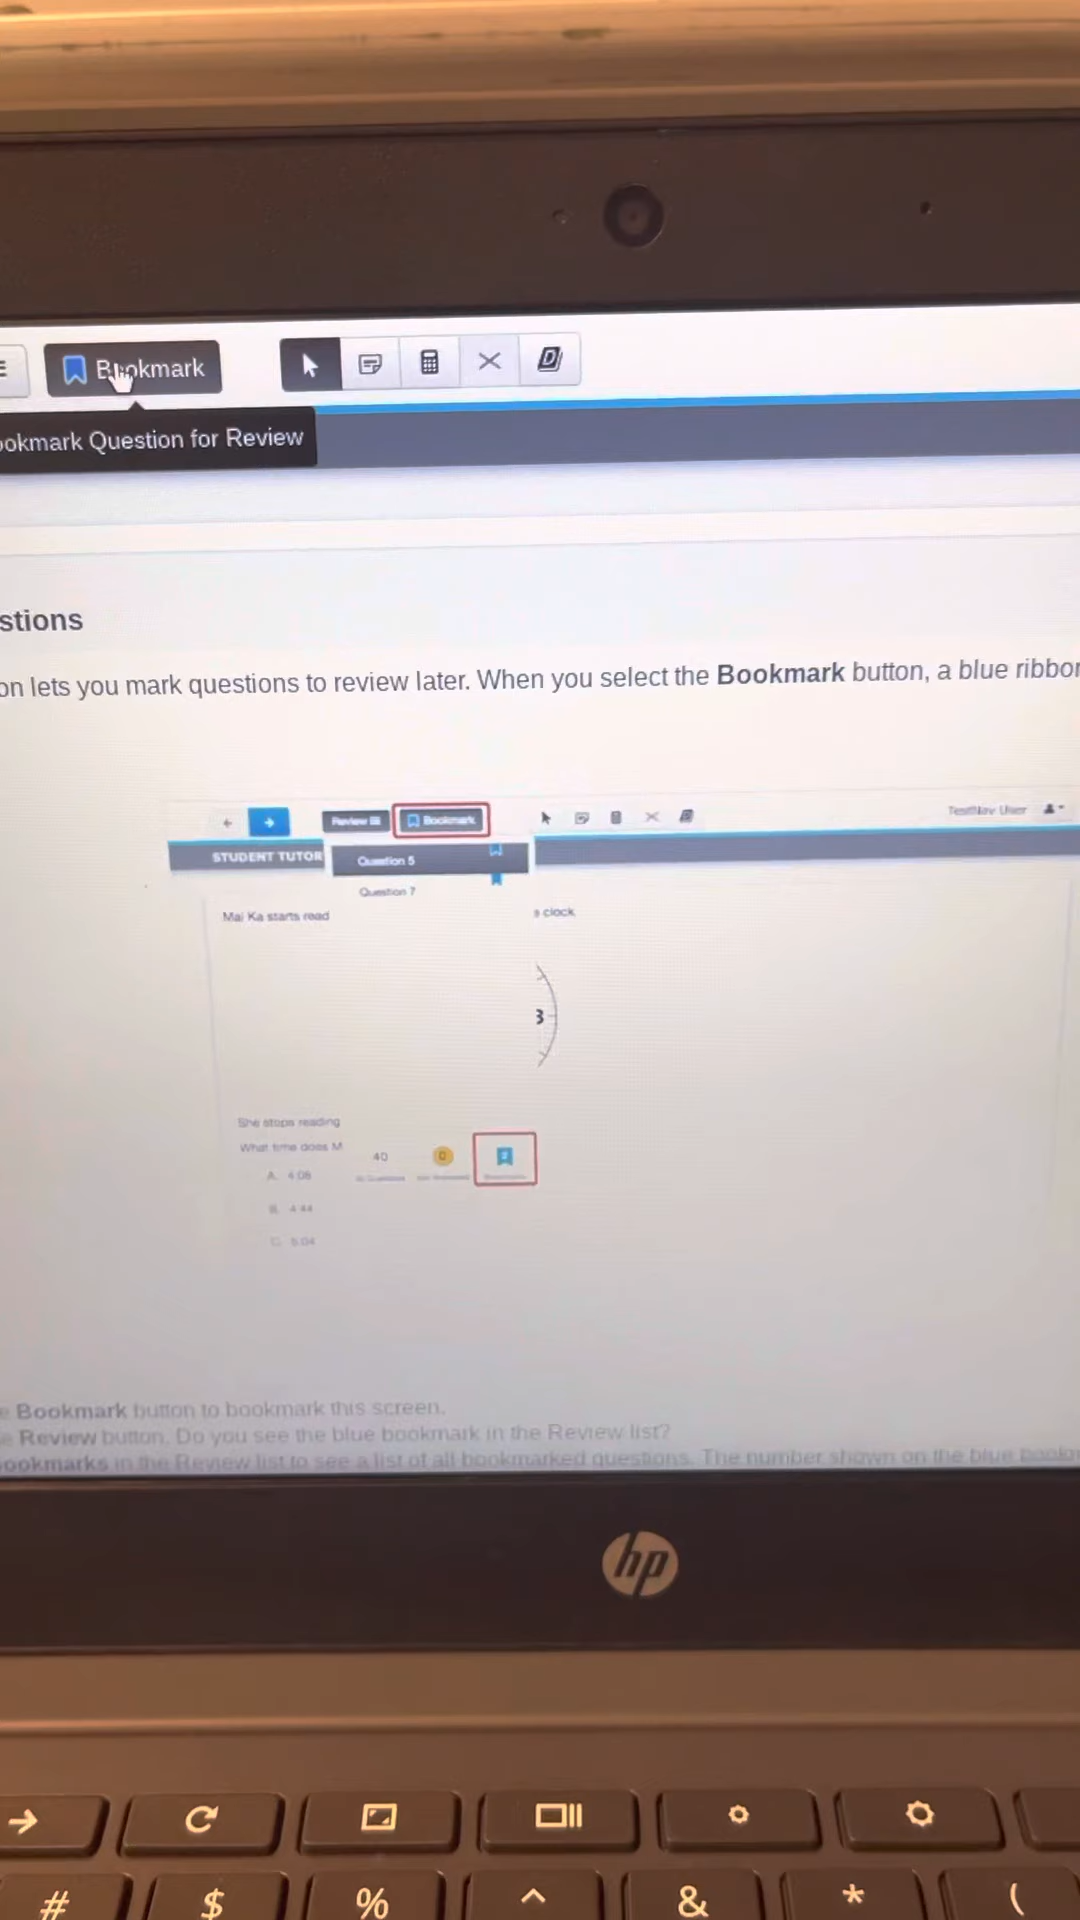 Bookmark
ookmark Question for Review
stions
on lets you mark questions to review later. When you select the Bookmark button, a blue ribbon
Review Bookmark
TestNav User
STUDENT TUTOR
Question 5
Question 7
Mai Ka starts read
clock
3
She stops reading
What time does M
40
0
2
A. 4:08
B. 4:44
C. 5:04
e Bookmark button to bookmark this screen.
e Review button. Do you see the blue bookmark in the Review list?
ookmarks in the Review list to see a list of all bookmarked questions. The number shown on the blue
hp
# $ % ^ & * (